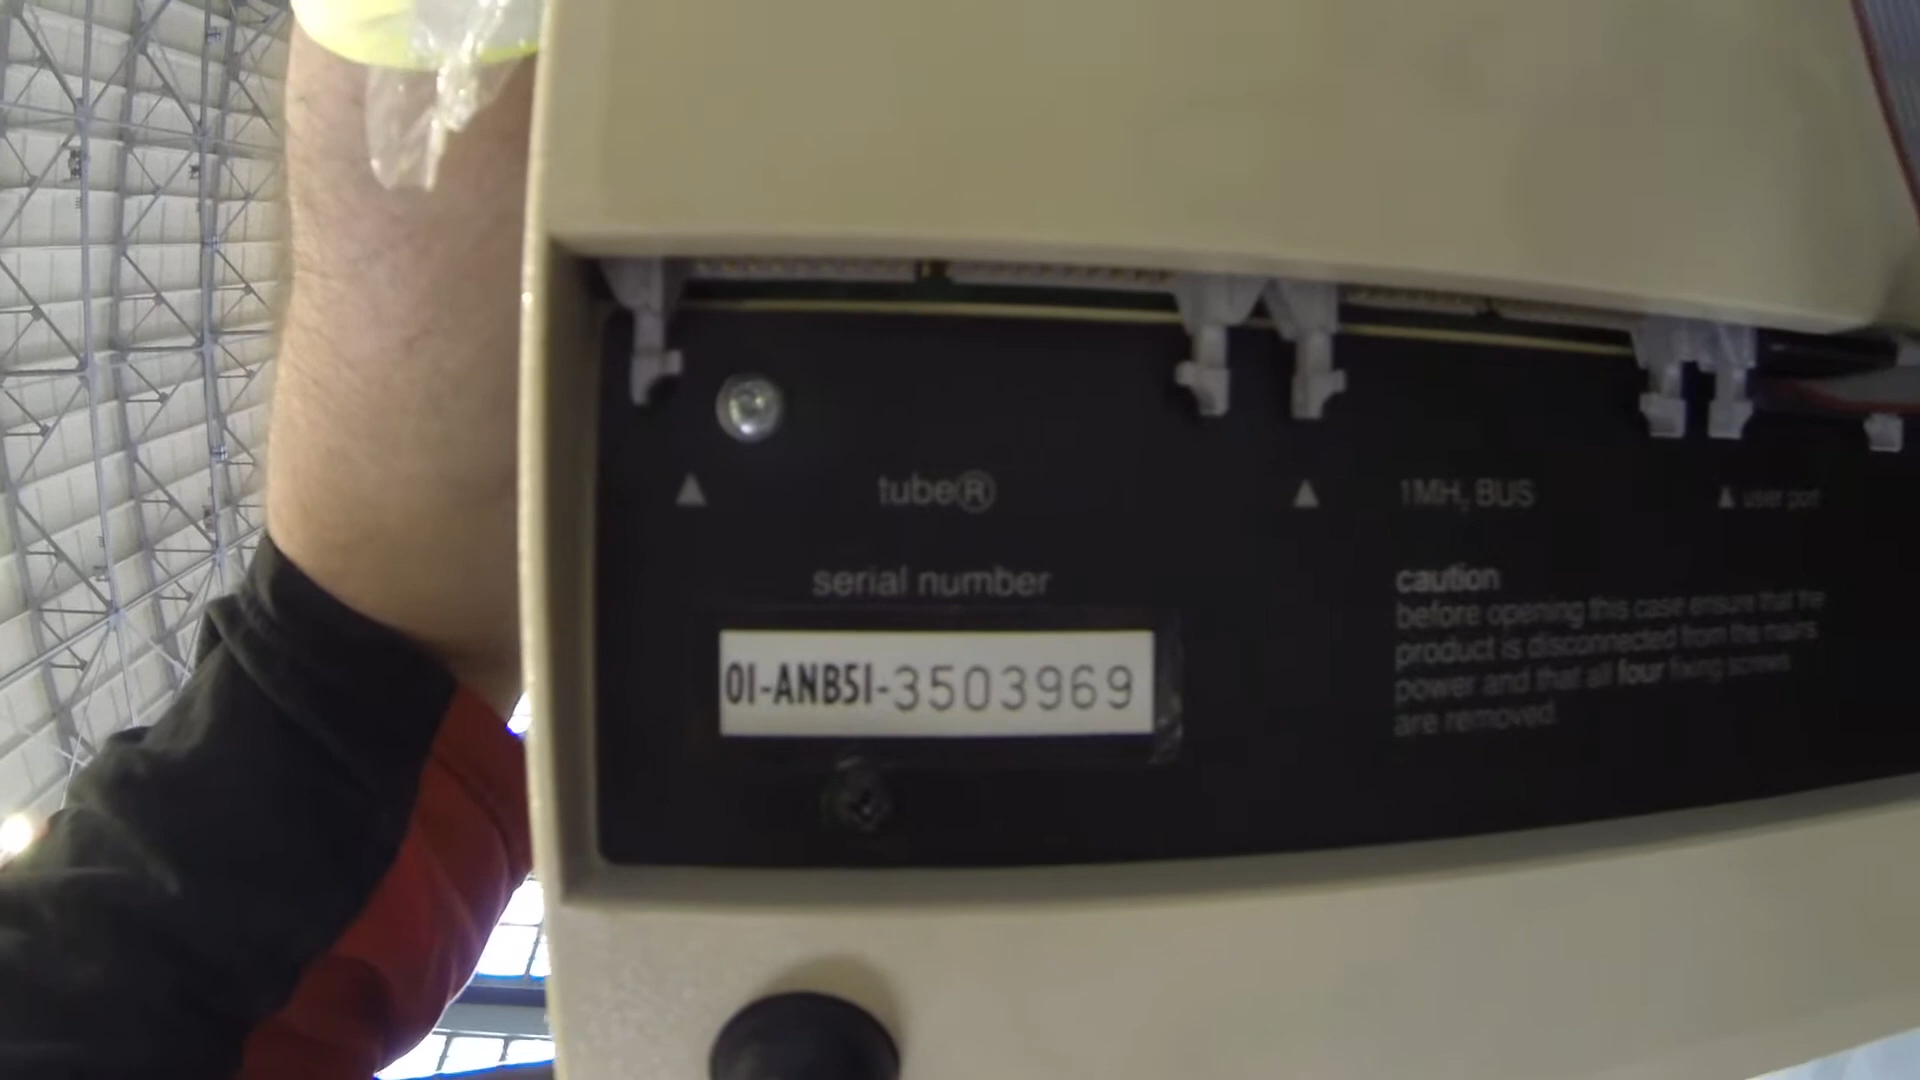 ▲ tube® ▲ 1MHz BUS ▲ user port
serial number
01-ANB51-3503969
caution
before opening this case ensure that the
product is disconnected from the mains
power and that all four fixing screws
are removed.